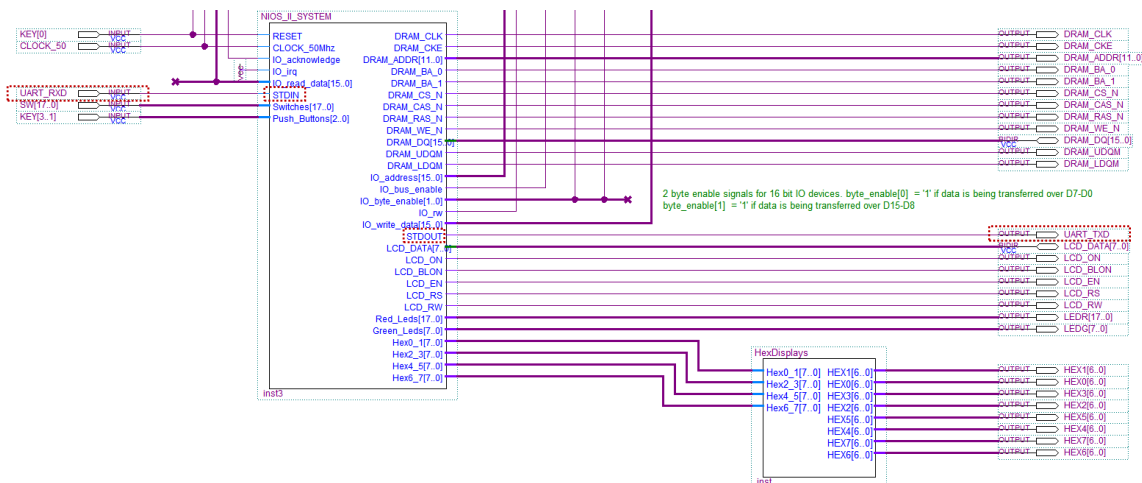 NIOS_II_SYSTEM
KEY[0] INPUT VCC
CLOCK_50 INPUT VCC
UART_RXD INPUT VCC
SW[17..0] INPUT VCC
KEY[3..1] INPUT VCC
VCC
RESET
CLOCK_50Mhz
IO_acknowledge
IO_irq
IO_read_data[15..0]
STDIN
Switches[17..0]
Push_Buttons[2..0]
DRAM_CLK
DRAM_CKE
DRAM_ADDR[11..0]
DRAM_BA_0
DRAM_BA_1
DRAM_CS_N
DRAM_CAS_N
DRAM_RAS_N
DRAM_WE_N
DRAM_DQ[15..0]
DRAM_UDQM
DRAM_LDQM
IO_address[15..0]
IO_bus_enable
IO_byte_enable[1..0]
IO_rw
IO_write_data[15..0]
STDOUT
LCD_DATA[7..0]
LCD_ON
LCD_BLON
LCD_EN
LCD_RS
LCD_RW
Red_Leds[17..0]
Green_Leds[7..0]
Hex0_1[7..0]
Hex2_3[7..0]
Hex4_5[7..0]
Hex6_7[7..0]
inst3
2 byte enable signals for 16 bit IO devices. byte_enable[0] = '1' if data is being transferred over D7-D0
byte_enable[1] = '1' if data is being transferred over D15-D8
HexDisplays
Hex0_1[7..0] HEX1[6..0]
Hex2_3[7..0] HEX0[6..0]
Hex4_5[7..0] HEX3[6..0]
Hex6_7[7..0] HEX2[6..0]
HEX5[6..0]
HEX4[6..0]
HEX7[6..0]
HEX6[6..0]
inst
OUTPUT DRAM_CLK
OUTPUT DRAM_CKE
OUTPUT DRAM_ADDR[11..0]
OUTPUT DRAM_BA_0
OUTPUT DRAM_BA_1
OUTPUT DRAM_CS_N
OUTPUT DRAM_CAS_N
OUTPUT DRAM_RAS_N
OUTPUT DRAM_WE_N
BIDIR VCC DRAM_DQ[15..0]
OUTPUT DRAM_UDQM
OUTPUT DRAM_LDQM
OUTPUT UART_TXD
BIDIR VCC LCD_DATA[7..0]
OUTPUT LCD_ON
OUTPUT LCD_BLON
OUTPUT LCD_EN
OUTPUT LCD_RS
OUTPUT LCD_RW
OUTPUT LEDR[17..0]
OUTPUT LEDG[7..0]
OUTPUT HEX1[6..0]
OUTPUT HEX0[6..0]
OUTPUT HEX3[6..0]
OUTPUT HEX2[6..0]
OUTPUT HEX5[6..0]
OUTPUT HEX4[6..0]
OUTPUT HEX7[6..0]
OUTPUT HEX6[6..0]